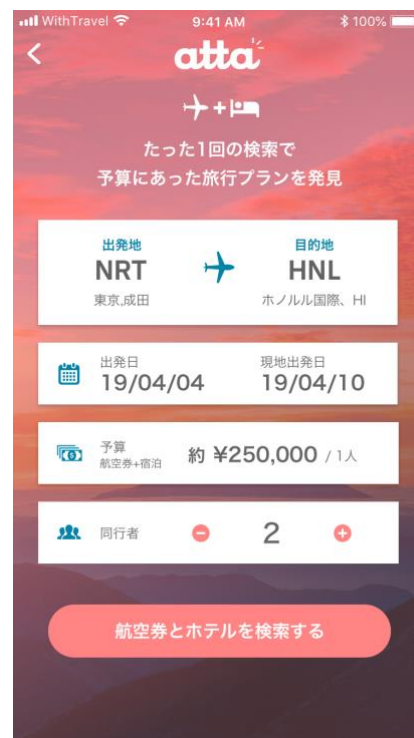 WithTravel 9:41 AM 100%
atta
+
たった1回の検索で
予算にあった旅行プランを発見
出発地 目的地
NRT HNL
東京,成田 ホノルル国際、HI
出発日 現地出発日
19/04/04 19/04/10
予算
航空券+宿泊 約 ¥250,000 / 1人
同行者 2
航空券とホテルを検索する